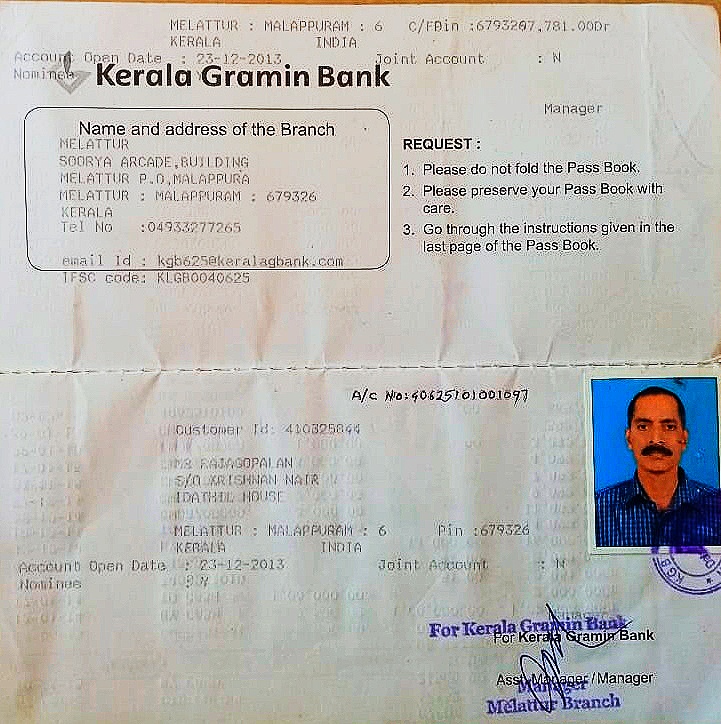 MELATTUR : MALAPPURAM : 6 C/FPin :6793207,781.00Dr
KERALA INDIA
Account Open Date : 23-12-2013 Joint Account : N
Nominee
Kerala Gramin Bank
Manager
Name and address of the Branch
MELATTUR
SOORYA ARCADE,BUILDING
MELATTUR P.O,MALAPPURA
MELATTUR : MALAPPURAM : 679326
KERALA
Tel No :04933277265
email id : kgb625@keralagbank.com
IFSC code: KLGB0040625
REQUEST :
1. Please do not fold the Pass Book.
2. Please preserve your Pass Book with
care.
3. Go through the instructions given in the
last page of the Pass Book.
A/c No:40625101001097
Customer Id: 410325844
MR RAJAGOPALAN
S/O KRISHNAN NAIR
IDATHIL HOUSE
MELATTUR : MALAPPURAM : 6 Pin :679326
KERALA INDIA
Account Open Date : 23-12-2013 Joint Account : N
Nominee : Y
KGB
For Kerala Gramin Bank
For Kerala Gramin Bank
Asst.Manager/Manager
Manager
Melattur Branch